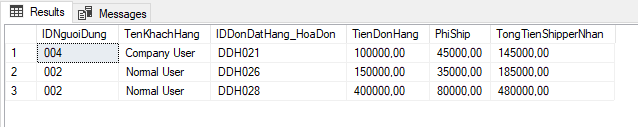 Results Messages
IDNguoiDung TenKhachHang IDDonDatHang_HoaDon TienDonHang PhiShip TongTienShipperNhan
1 004 Company User DDH021 100000,00 45000,00 145000,00
2 002 Normal User DDH026 150000,00 35000,00 185000,00
3 002 Normal User DDH028 400000,00 80000,00 480000,00